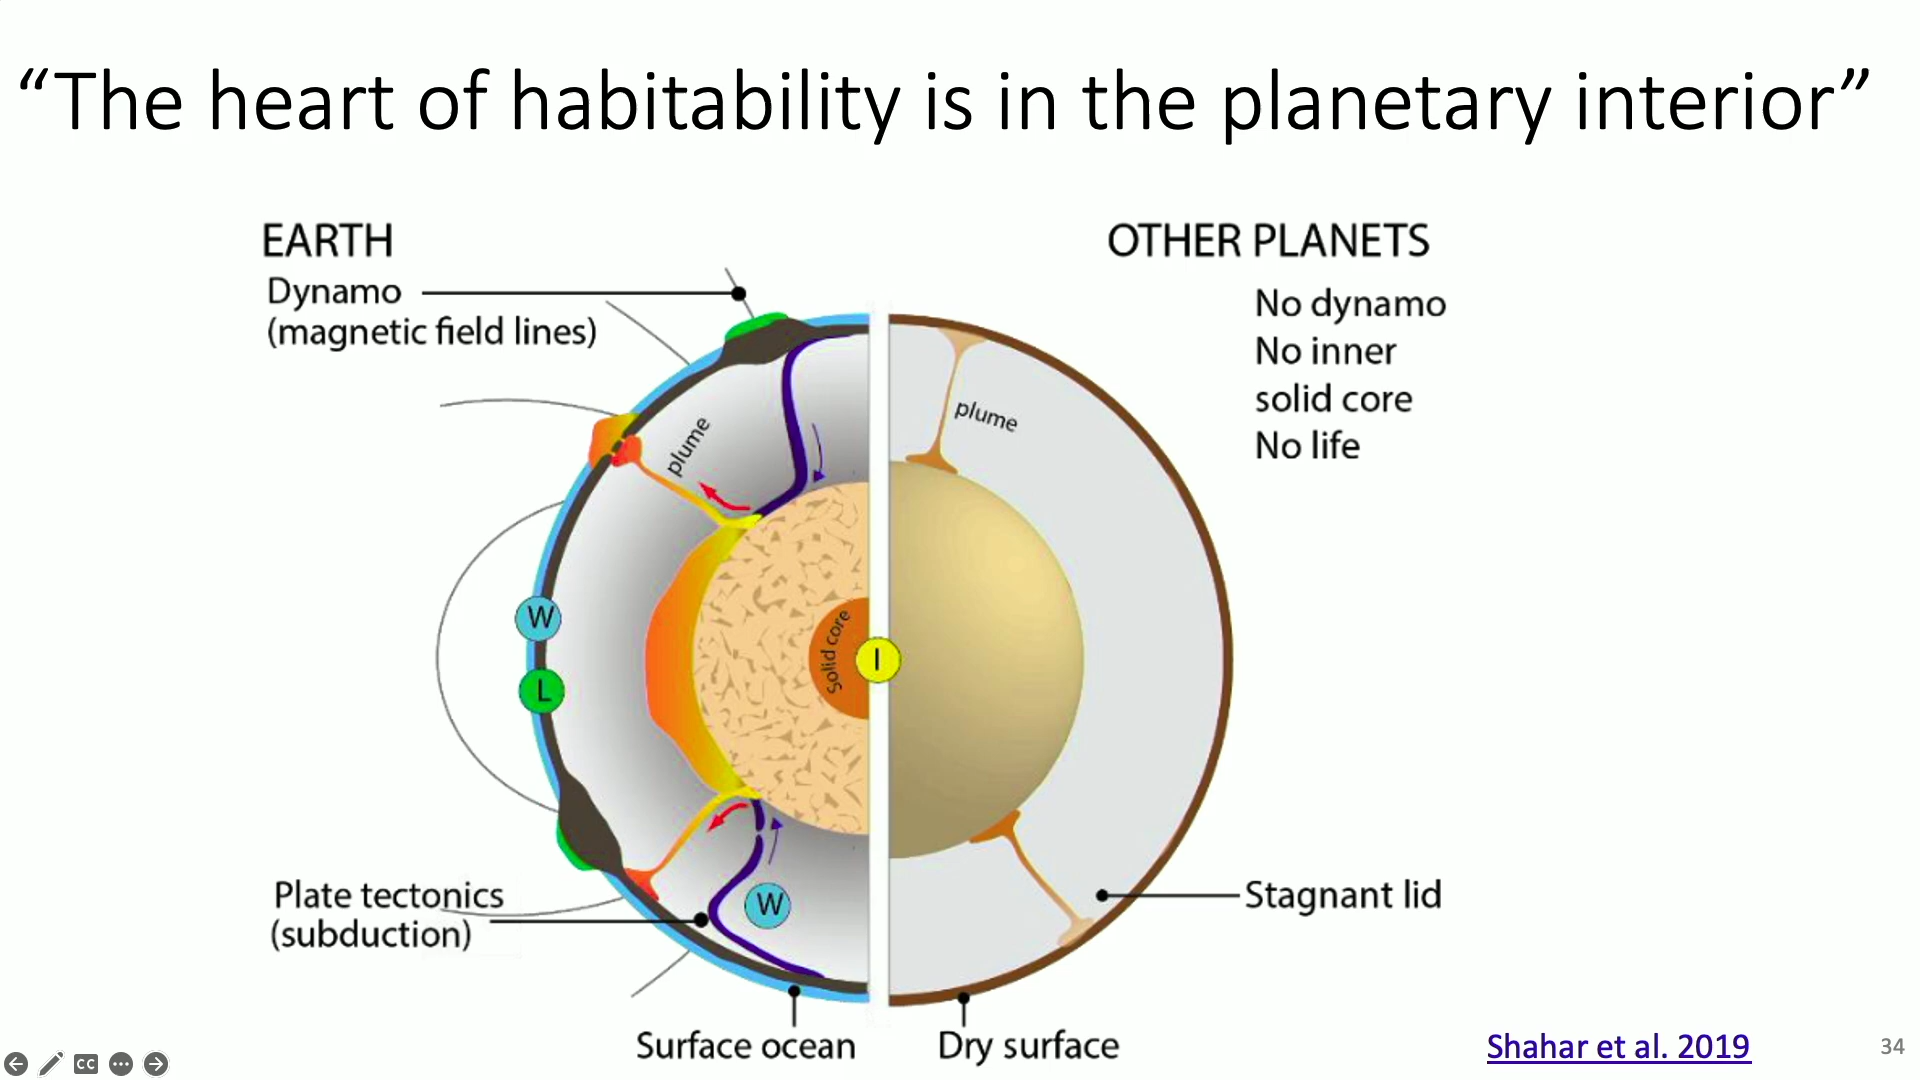 “The heart of habitability is in the planetary interior”
EARTH
Dynamo
(magnetic field lines)
plume
W
L
Solid core
I
W
Plate tectonics
(subduction)
Surface ocean
OTHER PLANETS
No dynamo
No inner
solid core
No life
plume
Stagnant lid
Dry surface
Shahar et al. 2019
34
CC